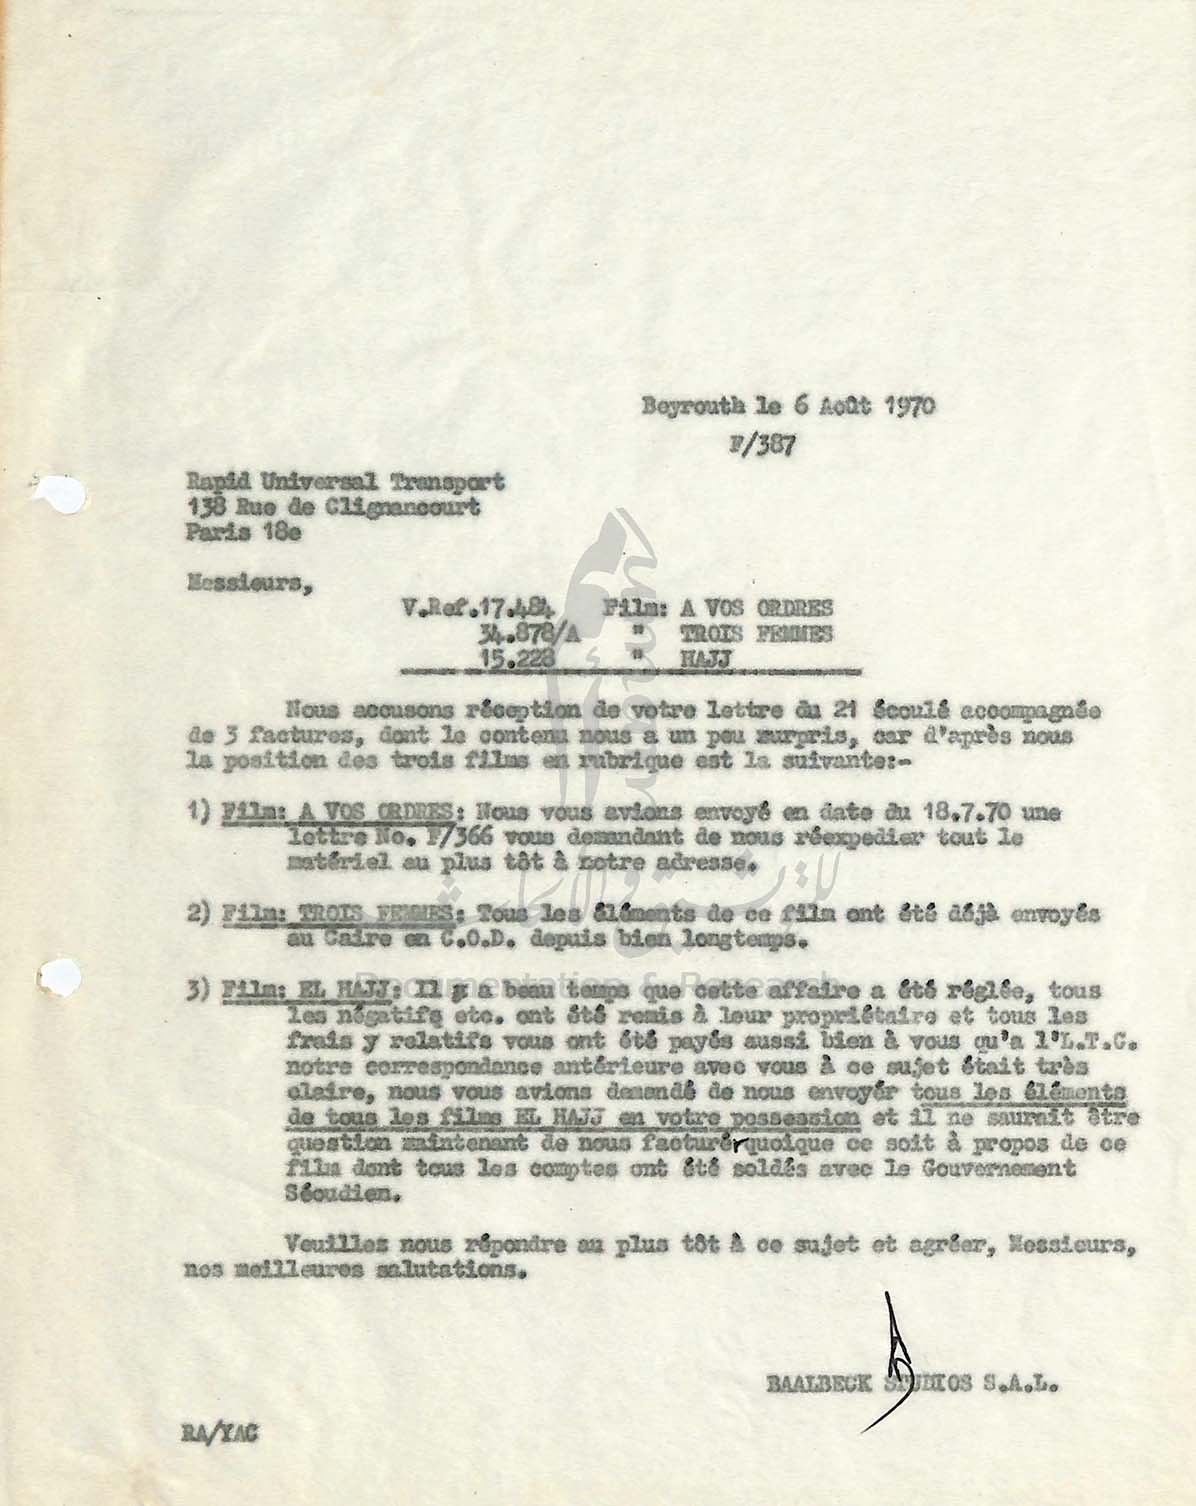 Beyrouth le 6 Août 1970
F/387
Rapid Universal Transport
138 Rue de Clignancourt
Paris 18e
Messieurs,
V.Ref.17.484 Film: A VOS ORDRES
34.878/A " TROIS FEMMES
15.228 " HAJJ
Nous accusons réception de votre lettre du 21 écoulé accompagnée
de 3 factures, dont le contenu nous a un peu surpris, car d'après nous
la position des trois films en rubrique est la suivante:-
1) Film: A VOS ORDRES: Nous vous avions envoyé en date du 18.7.70 une
lettre No. F/366 vous demandant de nous réexpedier tout le
matériel au plus tôt à notre adresse.
2) Film: TROIS FEMMES: Tous les éléments de ce film ont été déjà envoyés
au Caire en C.O.D. depuis bien longtemps.
Documentation & Research
3) Film: EL HAJJ: Il y a beau temps que cette affaire a été réglée, tous
les négatifs etc. ont été remis à leur propriétaire et tous les
frais y relatifs vous ont été payés aussi bien à vous qu'a l'L.T.C.
notre correspondance antérieure avec vous à ce sujet était très
claire, nous vous avions demandé de nous envoyér tous les éléments
de tous les films EL HAJJ en votre possession et il ne saurait être
question maintenant de nous facturér quoique ce soit à propos de ce
film dont tous les comptes ont été soldés avec le Gouvernement
Séoudien.
Veuillez nous répondre au plus tôt à ce sujet et agréer, Messieurs,
nos meilleures salutations.
BAALBECK STUDIOS S.A.L.
RA/YAC